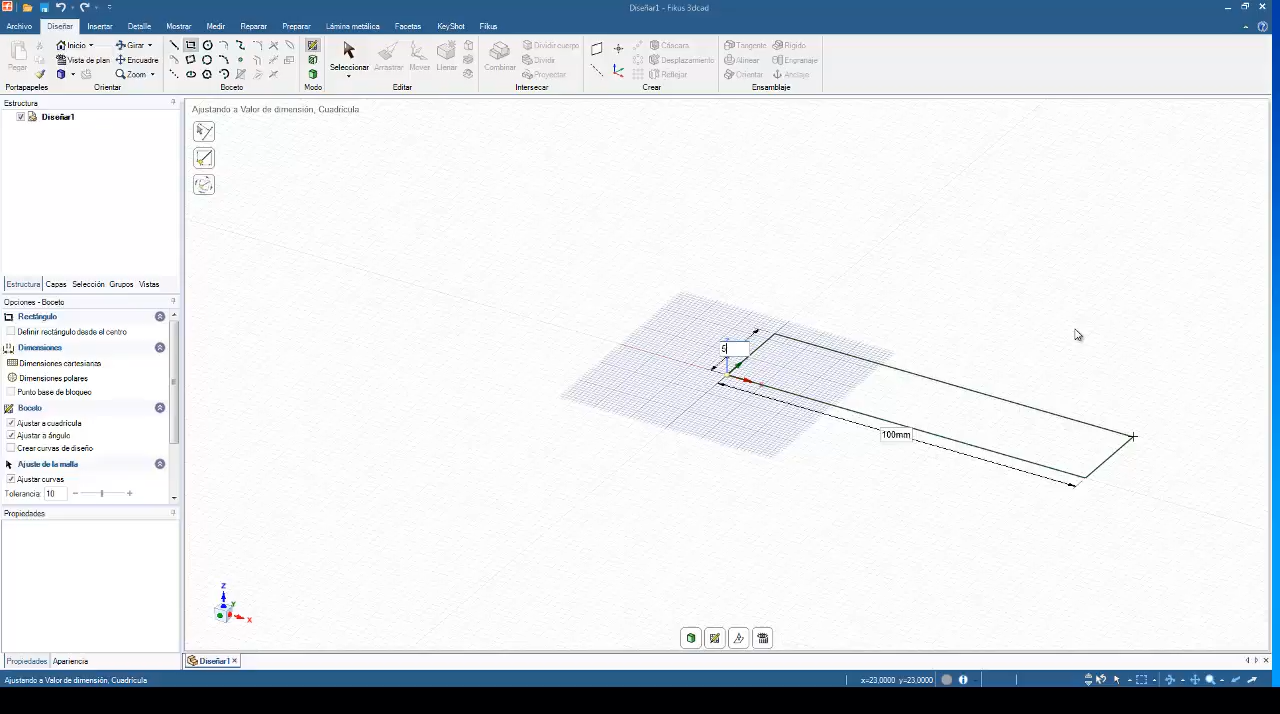 Diseñar1 - Fikus 3dcad
Archivo Diseñar Insertar Detalle Mostrar Medir Reparar Preparar Lámina metálica Facetas KeyShot Fikus
Inicio Girar Dividir cuerpo Cáscara Tangente Rígido
Vista de plan Encuadre Dividir Desplazamiento Alinear Engranaje
Pegar Zoom Seleccionar Arrastrar Mover Llenar Combinar Proyectar Reflejar Orientar Anclaje
Portapapeles Orientar Boceto Modo Editar Intersecar Crear Ensamblaje
Estructura
Ajustando a Valor de dimensión, Cuadrícula
Diseñar1
Estructura Capas Selección Grupos Vistas
Opciones - Boceto
Rectángulo
Definir rectángulo desde el centro
Dimensiones
5
Dimensiones cartesianas
Dimensiones polares
Punto base de bloqueo
Boceto
Ajustar a cuadrícula
Ajustar a ángulo
100mm
Crear curvas de diseño
Ajuste de la malla
Ajustar curvas
Tolerancia: 10
Propiedades
z
y
x
Propiedades Apariencia
Diseñar1
Ajustando a Valor de dimensión, Cuadrícula
x=23,0000 y=23,0000